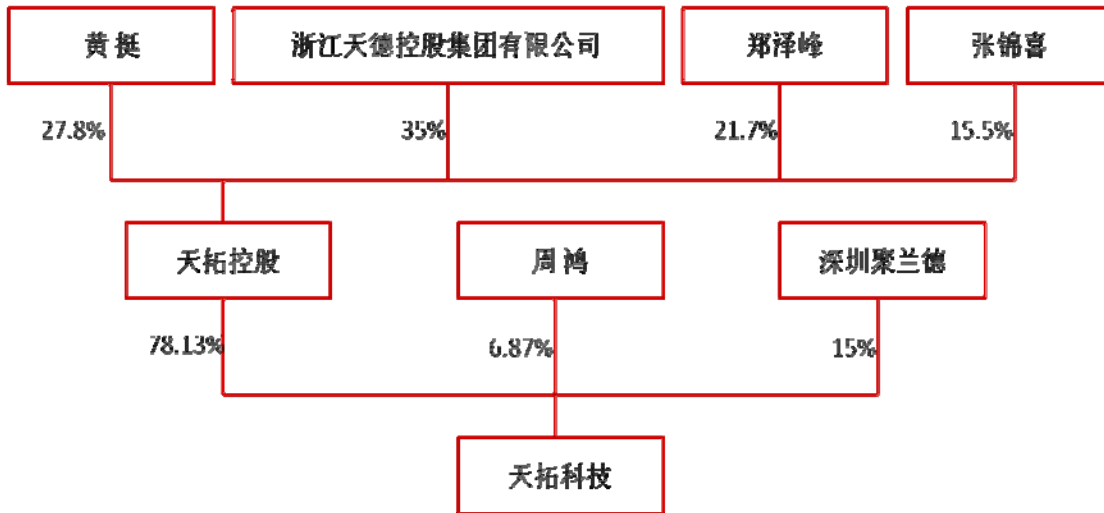 黄挺
浙江天德控股集团有限公司
郑泽峰
张锦喜
27.8%
35%
21.7%
15.5%
天拓控股
周鸿
深圳聚兰德
78.13%
6.87%
15%
天拓科技